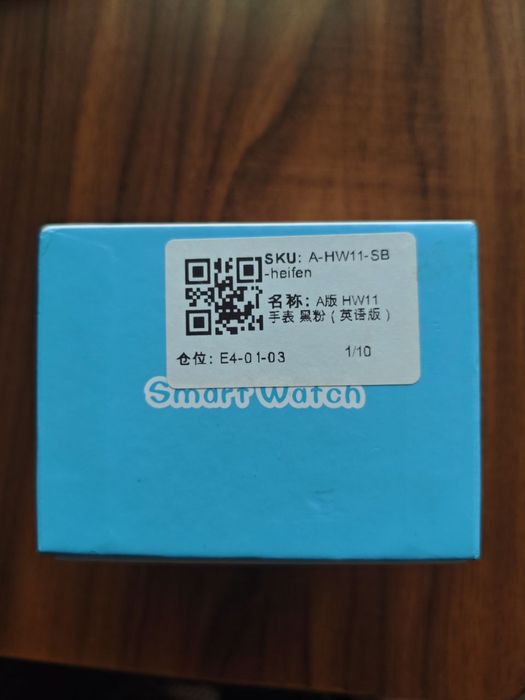 SKU: A-HW11-SB
-heifen
名称: A版 HW11
手表 黑粉 ( 英语版 )
仓位: E4-01-03
1/10
Smart Watch